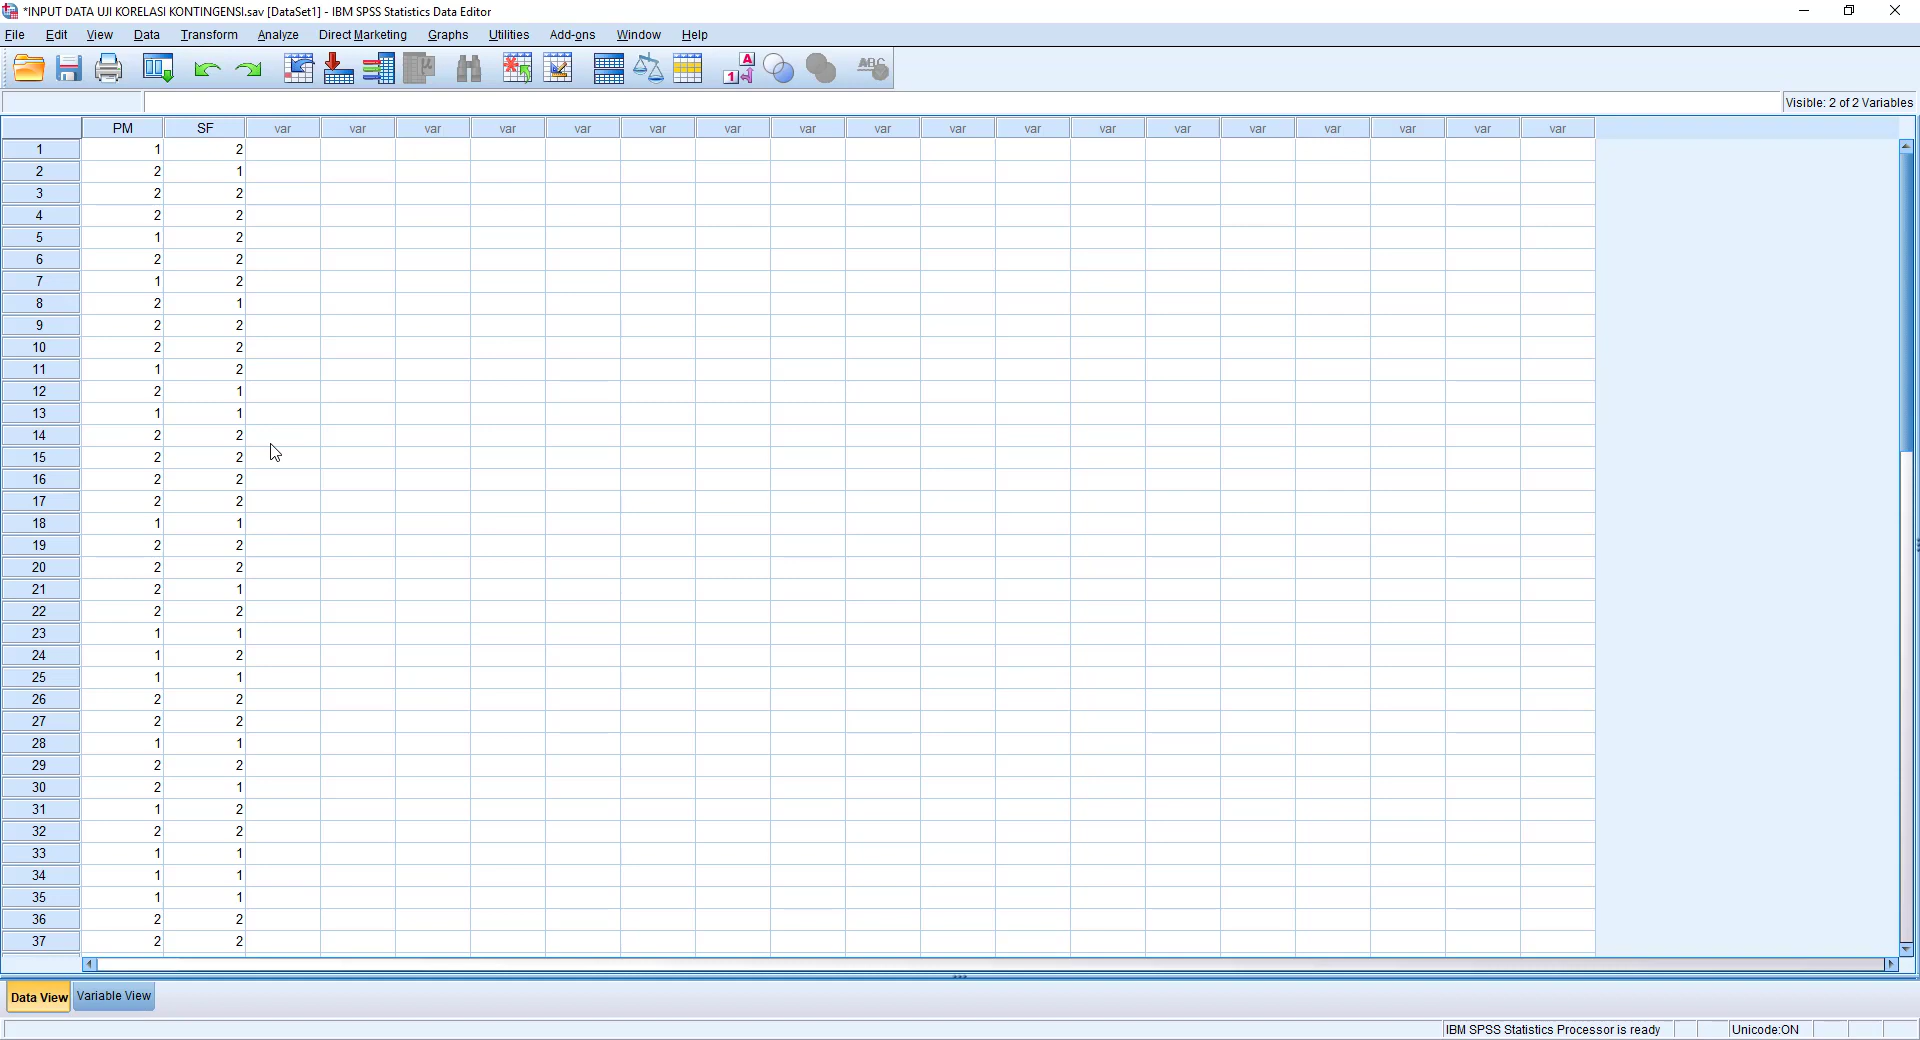 *INPUT DATA UJI KORELASI KONTINGENSI.sav [DataSet1] - IBM SPSS Statistics Data Editor
File Edit View Data Transform Analyze Direct Marketing Graphs Utilities Add-ons Window Help
Visible: 2 of 2 Variables
PM SF var var var var var var var var var var var var var var var var var var
1 1 2
2 2 1
3 2 2
4 2 2
5 1 2
6 2 2
7 1 2
8 2 1
9 2 2
10 2 2
11 1 2
12 2 1
13 1 1
14 2 2
15 2 2
16 2 2
17 2 2
18 1 1
19 2 2
20 2 2
21 2 1
22 2 2
23 1 1
24 1 2
25 1 1
26 2 2
27 2 2
28 1 1
29 2 2
30 2 1
31 1 2
32 2 2
33 1 1
34 1 1
35 1 1
36 2 2
37 2 2
Data View Variable View
IBM SPSS Statistics Processor is ready Unicode:ON